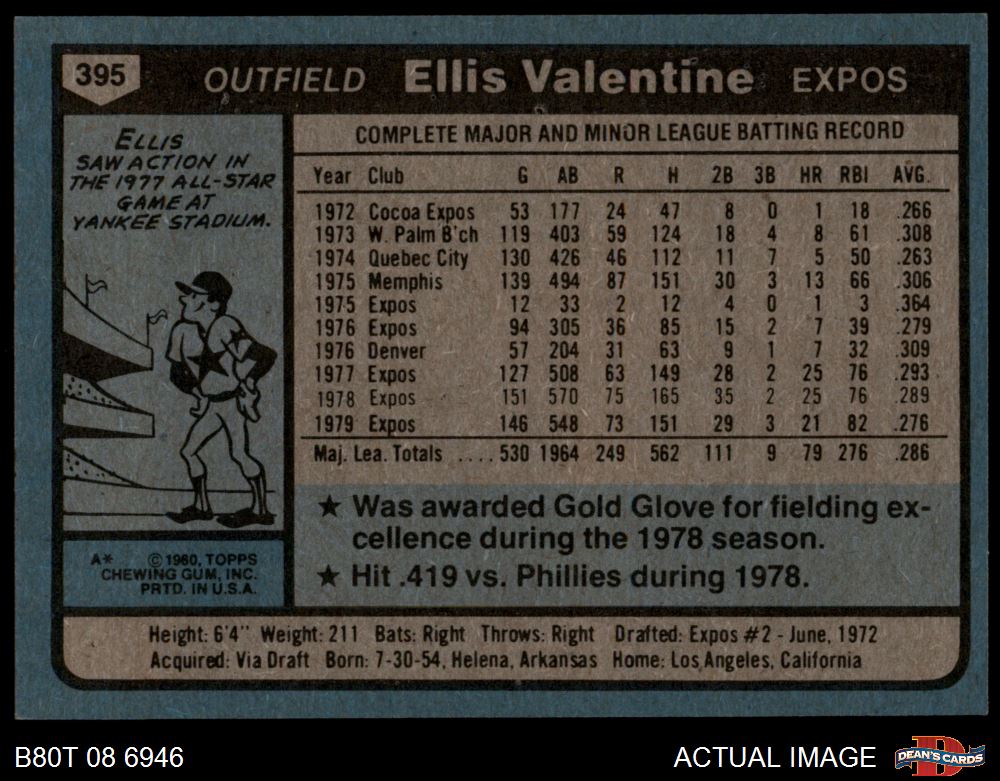 395 OUTFIELD Ellis Valentine EXPOS
ELLIS
SAW ACTION IN
THE 1977 ALL-STAR
GAME AT
YANKEE STADIUM.
COMPLETE MAJOR AND MINOR LEAGUE BATTING RECORD
Year Club G AB R H 2B 3B HR RBI AVG.
1972 Cocoa Expos 53 177 24 47 8 0 1 18 .266
1973 W. Palm B'ch 119 403 59 124 18 4 8 61 .308
1974 Quebec City 130 426 46 112 11 7 5 50 .263
1975 Memphis 139 494 87 151 30 3 13 66 .306
1975 Expos 12 33 2 12 4 0 1 3 .364
1976 Expos 94 305 36 85 15 2 7 39 .279
1976 Denver 57 204 31 63 9 1 7 32 .309
1977 Expos 127 508 63 149 28 2 25 76 .293
1978 Expos 151 570 75 165 35 2 25 76 .289
1979 Expos 146 548 73 151 29 3 21 82 .276
Maj. Lea. Totals .... 530 1964 249 562 111 9 79 276 .286
★ Was awarded Gold Glove for fielding ex-
cellence during the 1978 season.
★ Hit .419 vs. Phillies during 1978.
A* © 1980, TOPPS
CHEWING GUM, INC.
PRTD. IN U.S.A.
Height: 6'4" Weight: 211 Bats: Right Throws: Right Drafted: Expos #2 - June, 1972
Acquired: Via Draft Born: 7-30-54, Helena, Arkansas Home: Los Angeles, California
B80T 08 6946 ACTUAL IMAGE D DEAN'S CARDS